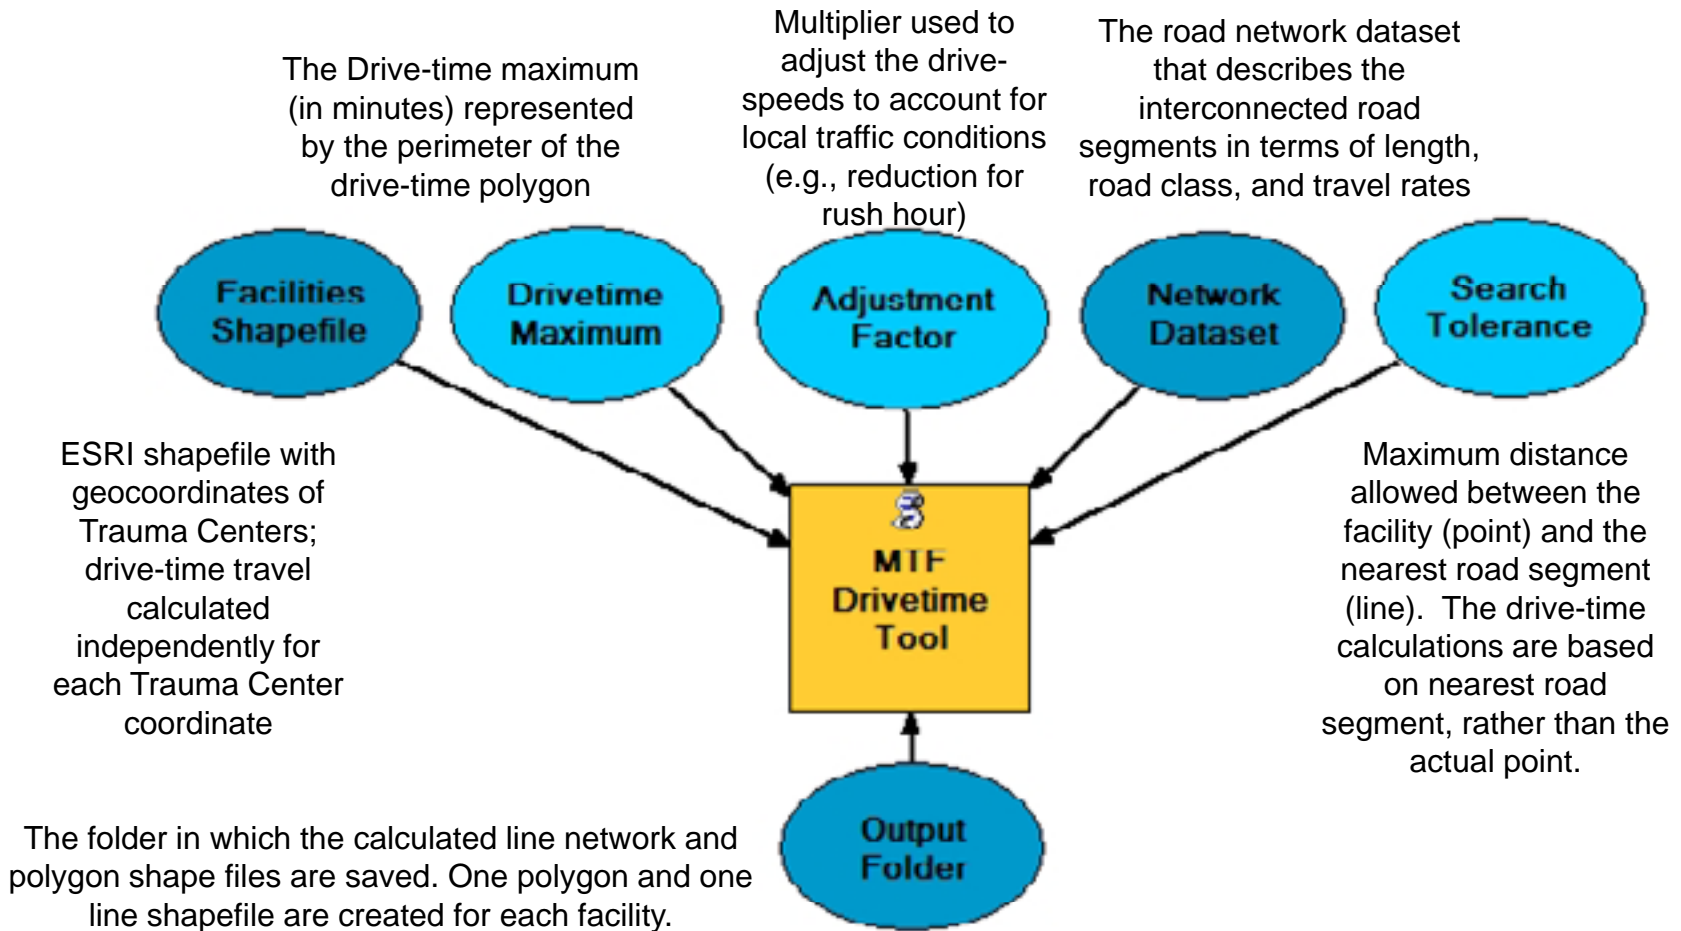 The Drive-time maximum
(in minutes) represented
by the perimeter of the
drive-time polygon
Multiplier used to
adjust the drive-
speeds to account for
local traffic conditions
(e.g., reduction for
rush hour)
The road network dataset
that describes the
interconnected road
segments in terms of length,
road class, and travel rates
Facilities
Shapefile
Drivetime
Maximum
Adjustment
Factor
Network
Dataset
Search
Tolerance
ESRI shapefile with
geocoordinates of
Trauma Centers;
drive-time travel
calculated
independently for
each Trauma Center
coordinate
MTF
Drivetime
Tool
Maximum distance
allowed between the
facility (point) and the
nearest road segment
(line).  The drive-time
calculations are based
on nearest road
segment, rather than the
actual point.
The folder in which the calculated line network and
polygon shape files are saved. One polygon and one
line shapefile are created for each facility.
Output
Folder